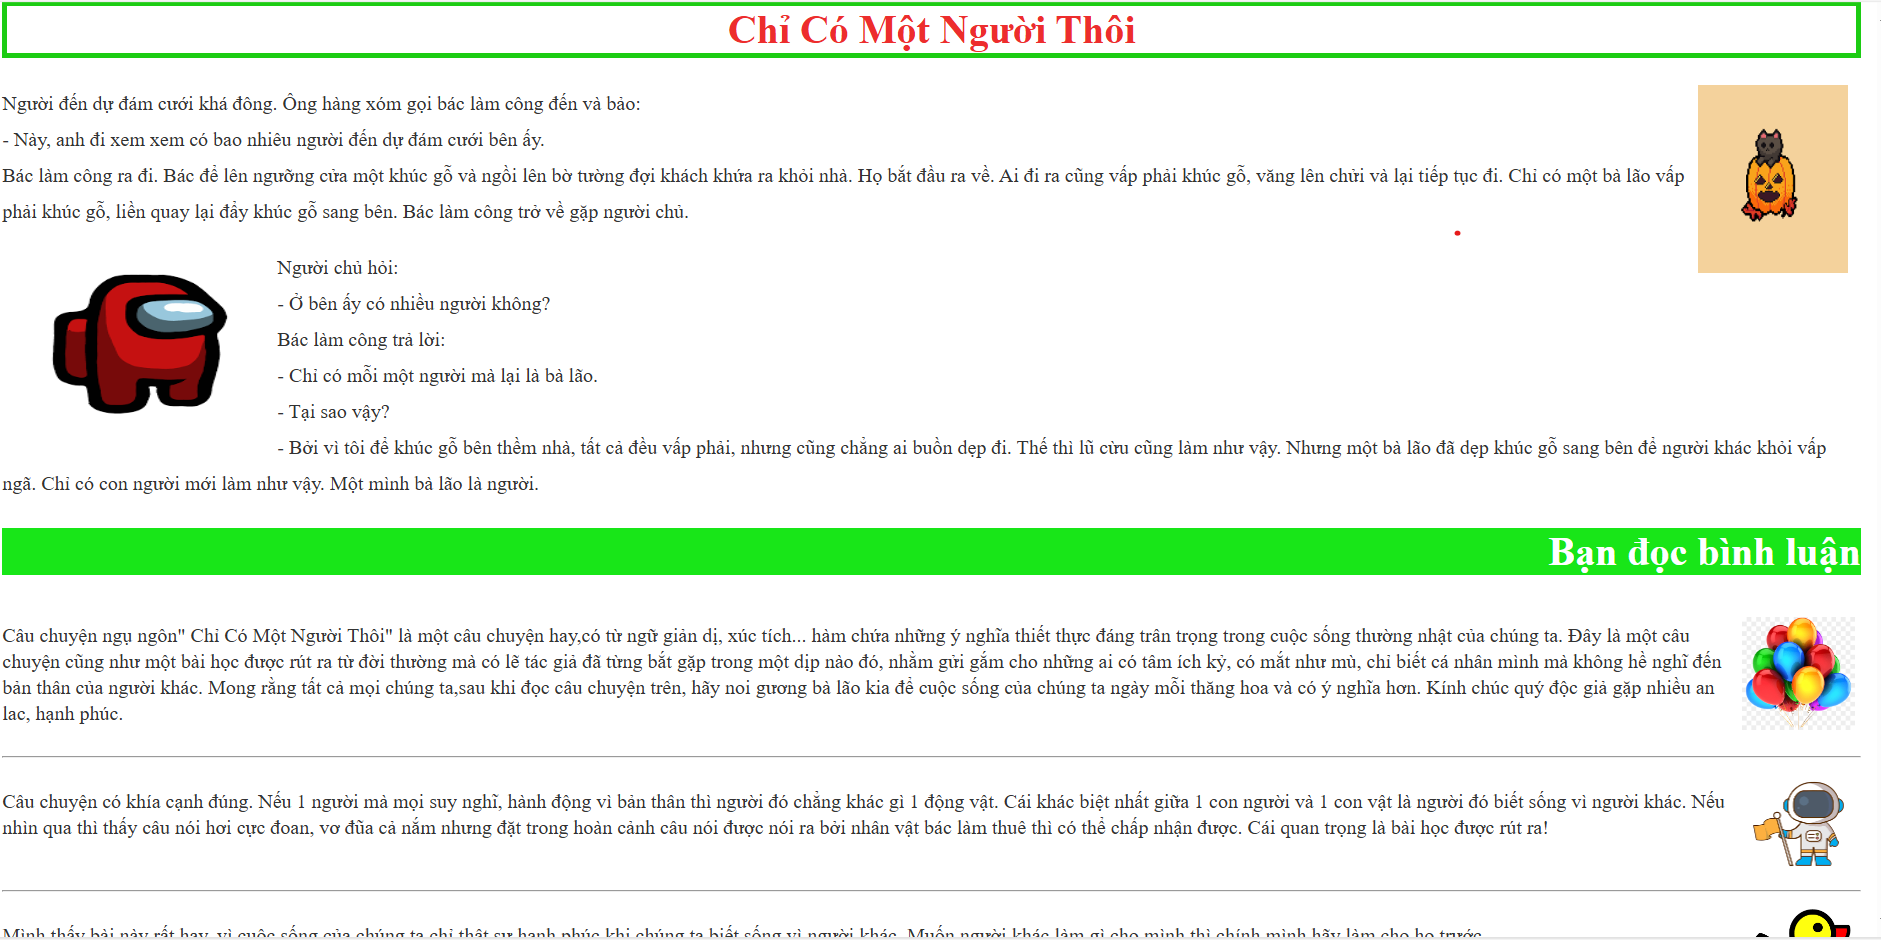 Chỉ Có Một Người Thôi
Người đến dự đám cưới khá đông. Ông hàng xóm gọi bác làm công đến và bảo:
- Này, anh đi xem xem có bao nhiêu người đến dự đám cưới bên ấy.
Bác làm công ra đi. Bác để lên ngưỡng cửa một khúc gỗ và ngồi lên bờ tường đợi khách khứa ra khỏi nhà. Họ bắt đầu ra về. Ai đi ra cũng vấp phải khúc gỗ, văng lên chửi và lại tiếp tục đi. Chỉ có một bà lão vấp
phải khúc gỗ, liền quay lại đẩy khúc gỗ sang bên. Bác làm công trở về gặp người chủ.
Người chủ hỏi:
- Ở bên ấy có nhiều người không?
Bác làm công trả lời:
- Chỉ có mỗi một người mà lại là bà lão.
- Tại sao vậy?
- Bởi vì tôi để khúc gỗ bên thềm nhà, tất cả đều vấp phải, nhưng cũng chẳng ai buồn dẹp đi. Thế thì lũ cừu cũng làm như vậy. Nhưng một bà lão đã dẹp khúc gỗ sang bên để người khác khỏi vấp
ngã. Chỉ có con người mới làm như vậy. Một mình bà lão là người.
Bạn đọc bình luận
Câu chuyện ngụ ngôn" Chỉ Có Một Người Thôi" là một câu chuyện hay,có từ ngữ giản dị, xúc tích... hàm chứa những ý nghĩa thiết thực đáng trân trọng trong cuộc sống thường nhật của chúng ta. Đây là một câu
chuyện cũng như một bài học được rút ra từ đời thường mà có lẽ tác giả đã từng bắt gặp trong một dịp nào đó, nhằm gửi gắm cho những ai có tâm ích kỷ, có mắt như mù, chỉ biết cá nhân mình mà không hề nghĩ đến
bản thân của người khác. Mong rằng tất cả mọi chúng ta,sau khi đọc câu chuyện trên, hãy noi gương bà lão kia để cuộc sống của chúng ta ngày mỗi thăng hoa và có ý nghĩa hơn. Kính chúc quý độc giả gặp nhiều an
lac, hạnh phúc.
Câu chuyện có khía cạnh đúng. Nếu 1 người mà mọi suy nghĩ, hành động vì bản thân thì người đó chẳng khác gì 1 động vật. Cái khác biệt nhất giữa 1 con người và 1 con vật là người đó biết sống vì người khác. Nếu
nhìn qua thì thấy câu nói hơi cực đoan, vơ đũa cả nắm nhưng đặt trong hoàn cảnh câu nói được nói ra bởi nhân vật bác làm thuê thì có thể chấp nhận được. Cái quan trọng là bài học được rút ra!
Mình thấy bài này rất hay, vì cuộc sống của chúng ta chỉ thật sự hạnh phúc khi chúng ta biết sống vì người khác. Muốn người khác làm gì cho mình thì chính mình hãy làm cho họ trước.